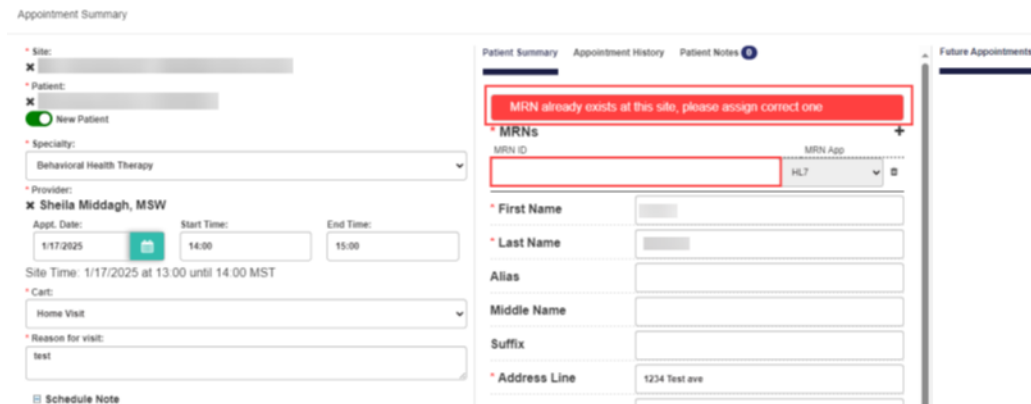 Appointment Summary
* Site:
* Patient:
New Patient
* Specialty:
Behavioral Health Therapy
* Provider:
Sheila Middagh, MSW
Appt. Date:
Start Time:
End Time:
1/17/2025
14:00
15:00
Site Time: 1/17/2025 at 13:00 until 14:00 MST
* Cart:
Home Visit
* Reason for visit:
test
Schedule Note
Patient Summary
Appointment History
Patient Notes 0
MRN already exists at this site, please assign correct one
* MRNs
MRN ID
MRN App
HL7
* First Name
* Last Name
Alias
Middle Name
Suffix
* Address Line
1234 Test ave
Future Appointments